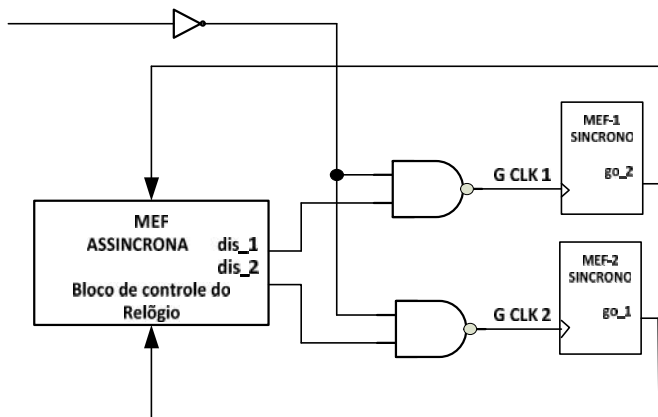 MEF-1
SINCRONO
go_2
G CLK 1
MEF
ASSINCRONA
dis_1
dis_2
Bloco de controle do
Relõgio
MEF-2
SINCRONO
go_1
G CLK 2